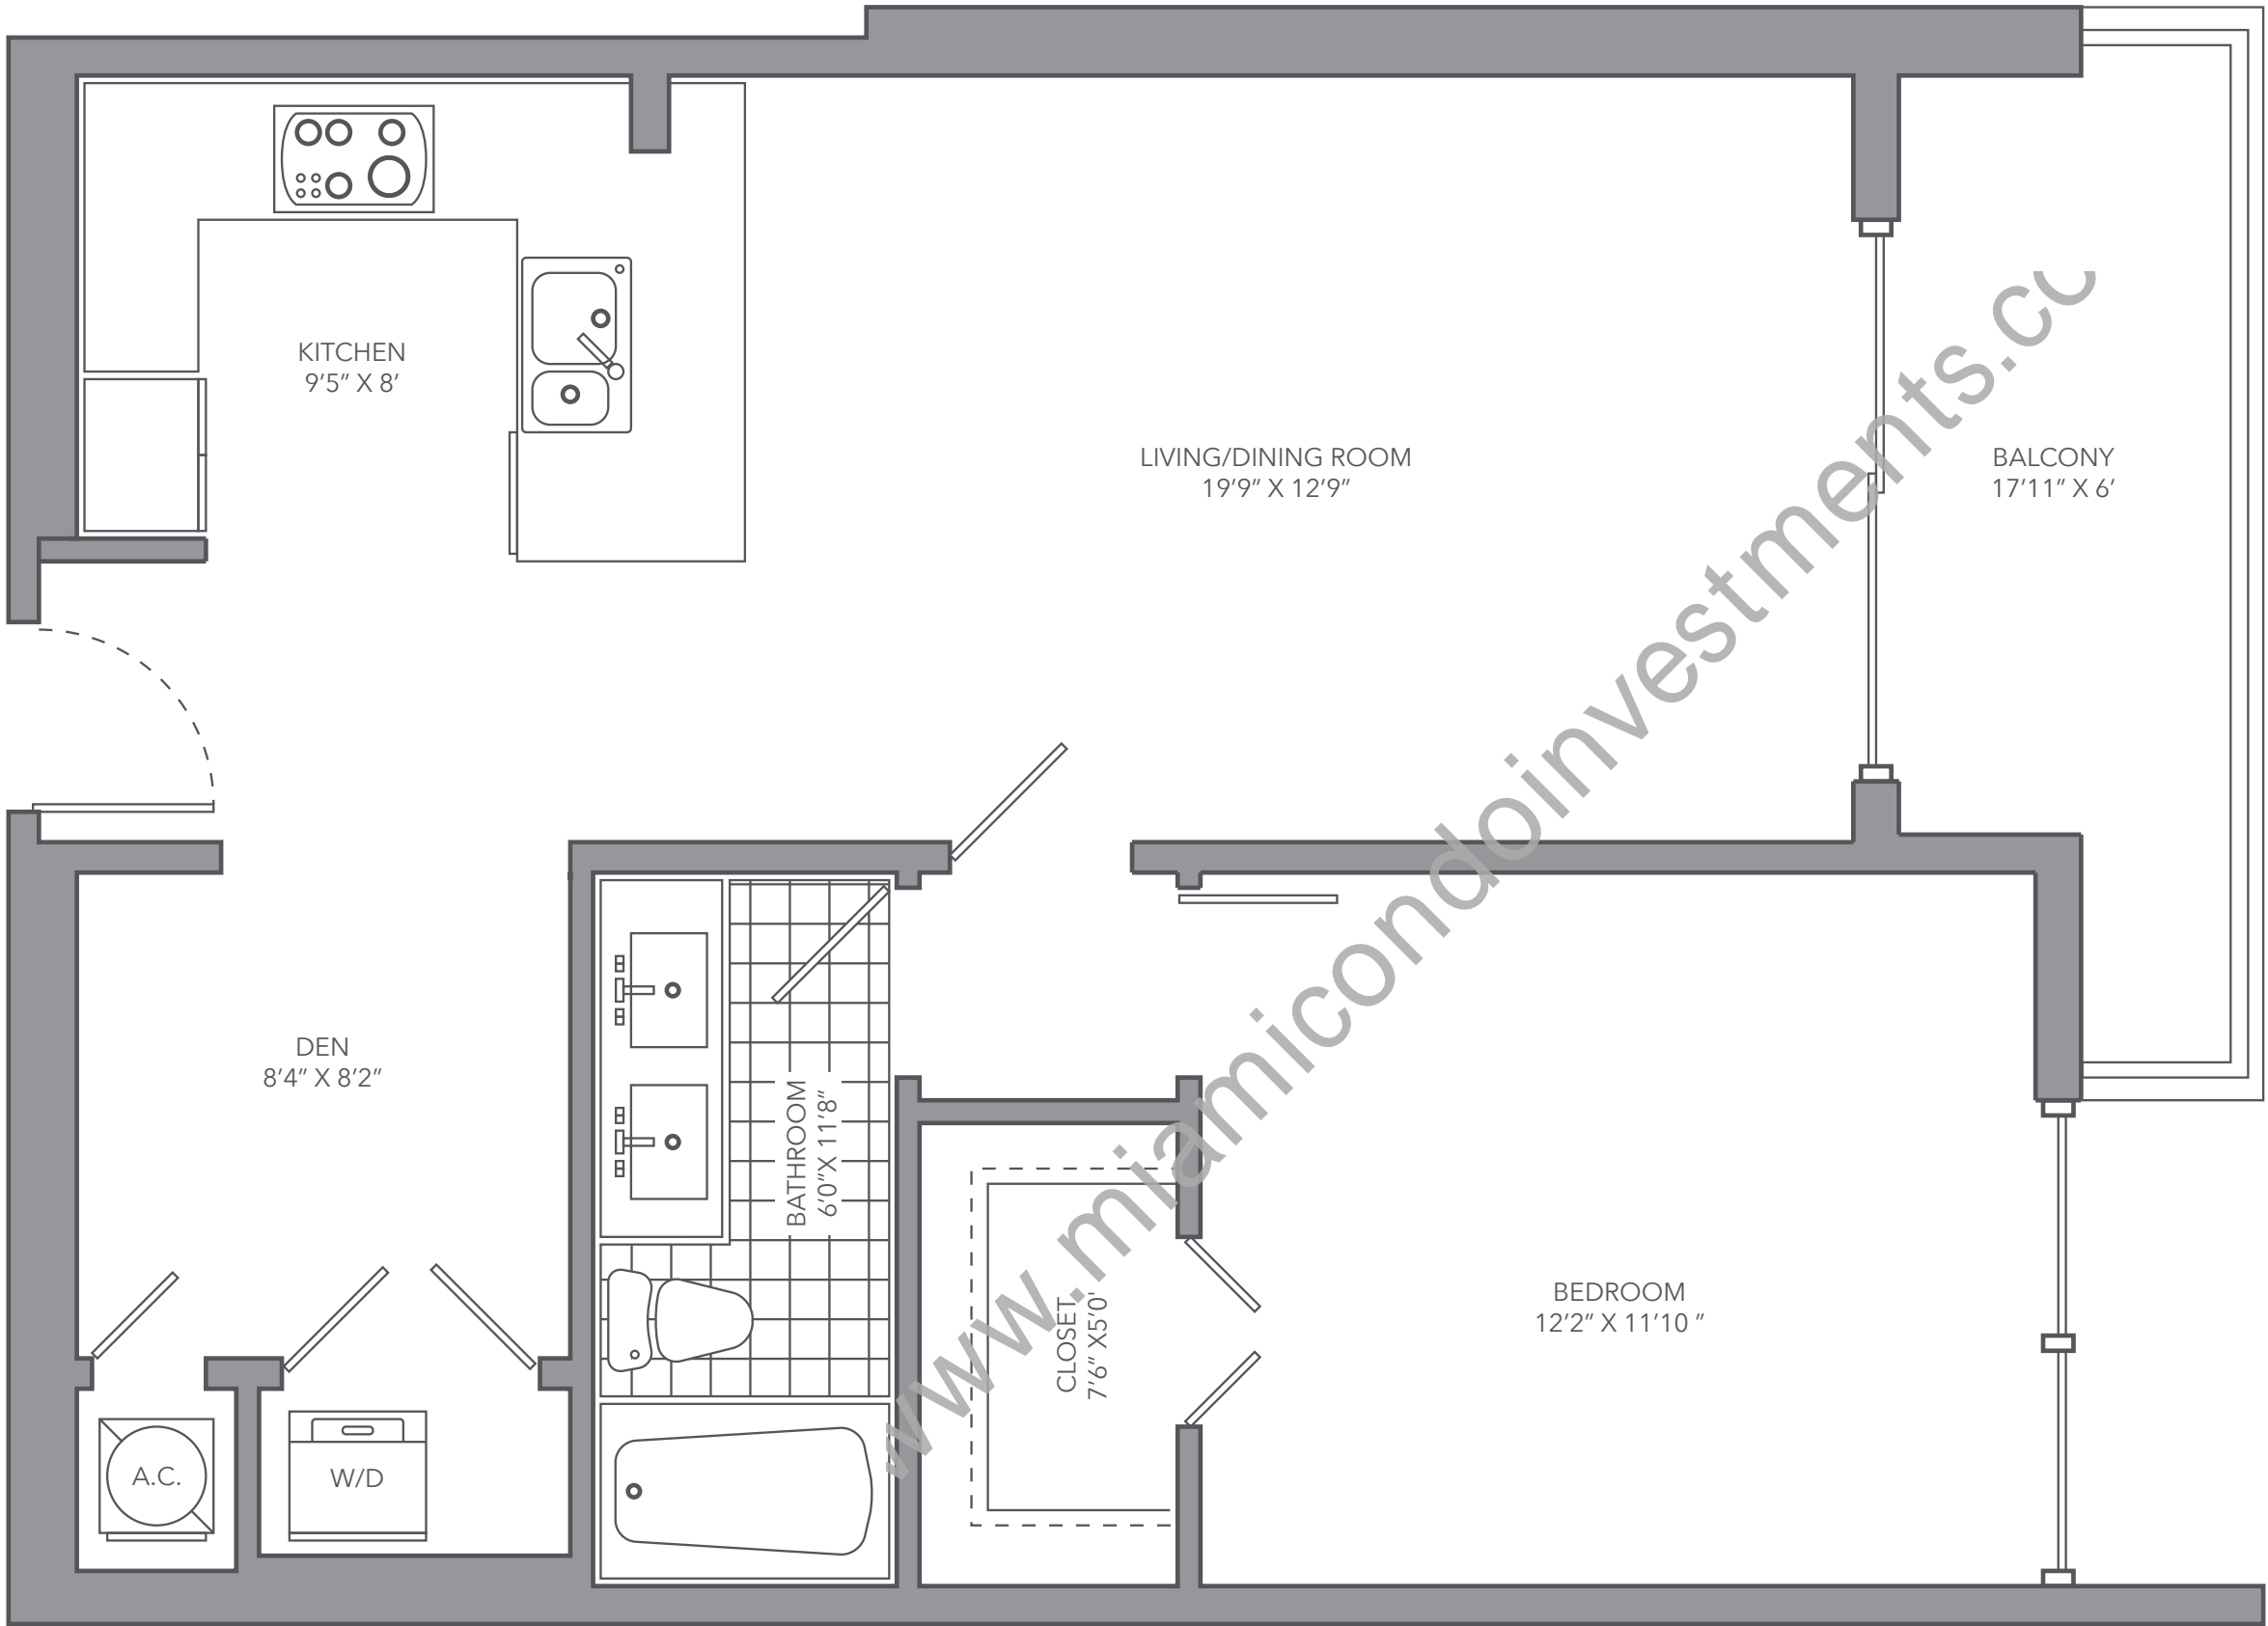 KITCHEN
9’5” X 8’
LIVING/DINING ROOM
19’9” X 12’9”
BALCONY
17’11” X 6’
DEN
8’4” X 8’2”
BATHROOM
6’0”X 11’8”
CLOSET
7’6” X5’0'
BEDROOM
12’2” X 11’10 ”
A.C.
W/D
www.miamicondoinvestments.cc